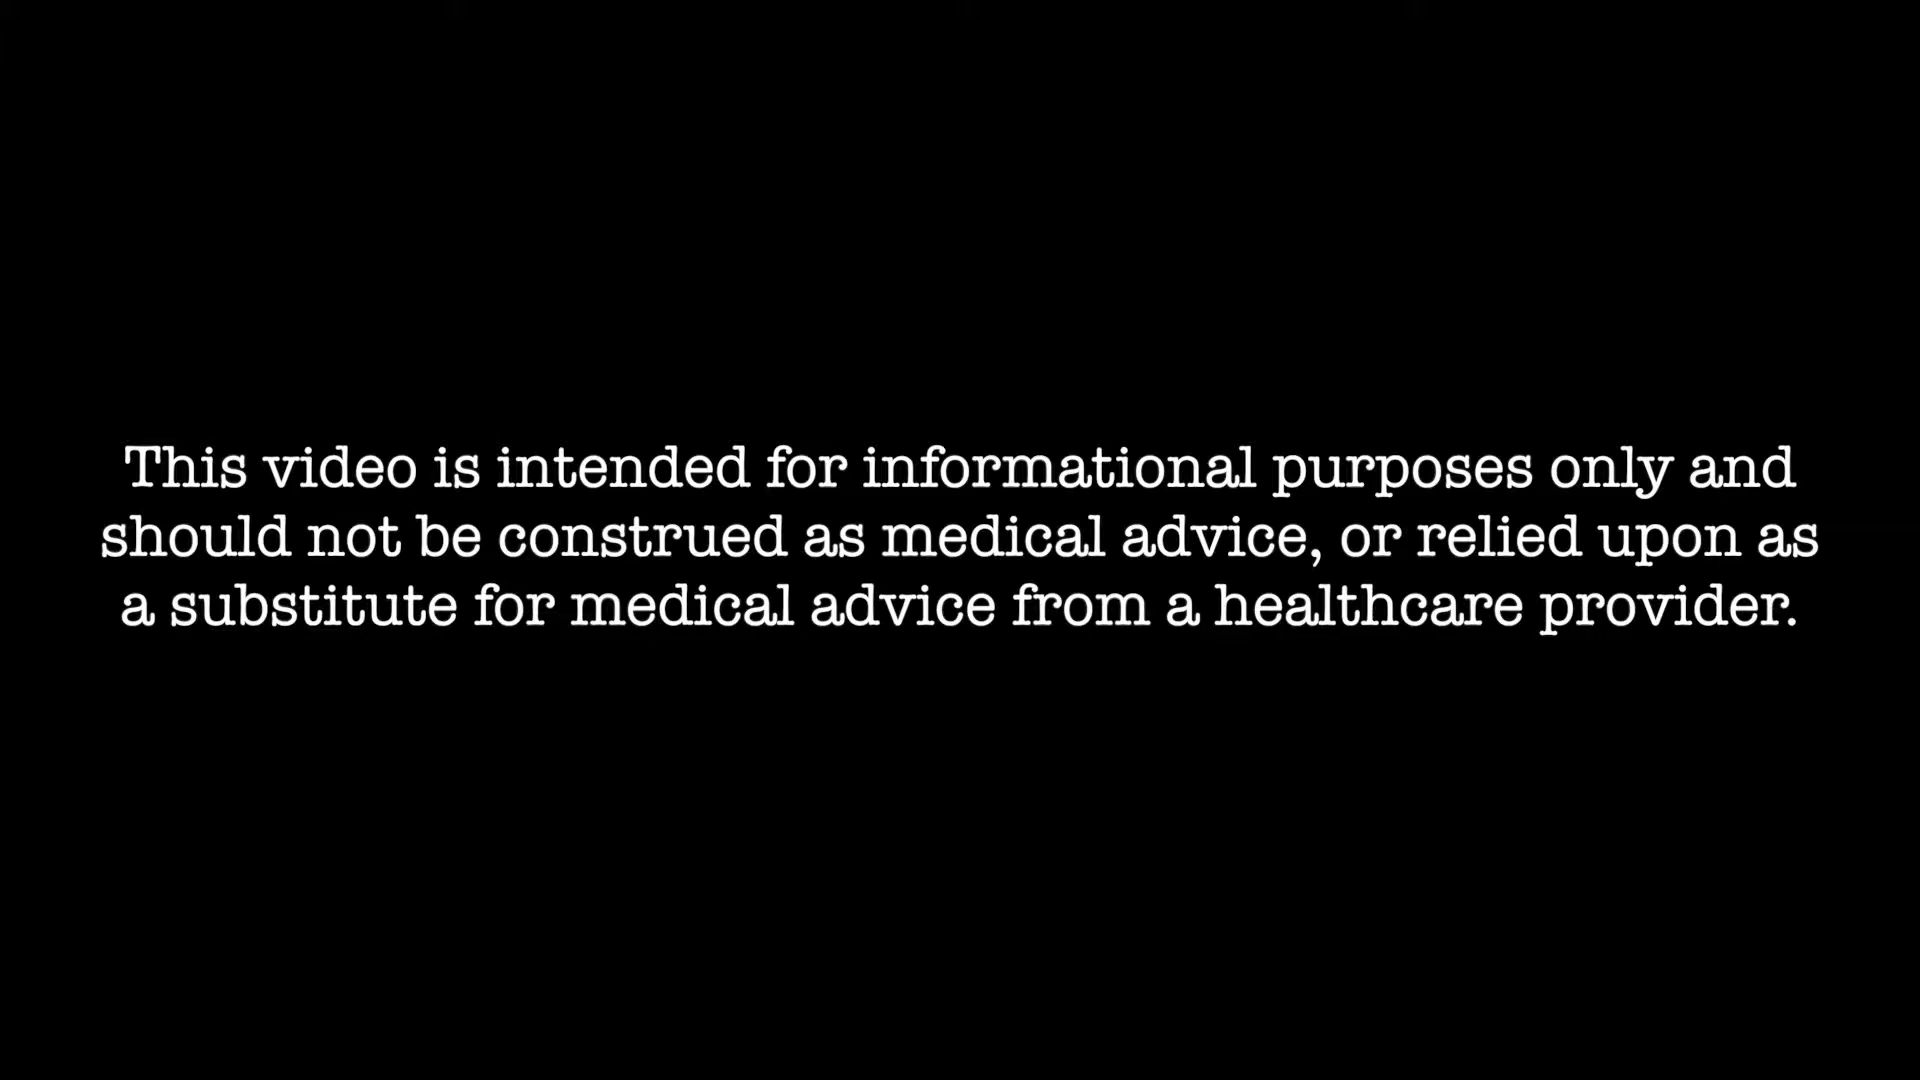 This video is intended for informational purposes only and
should not be construed as medical advice, or relied upon as
a substitute for medical advice from a healthcare provider.